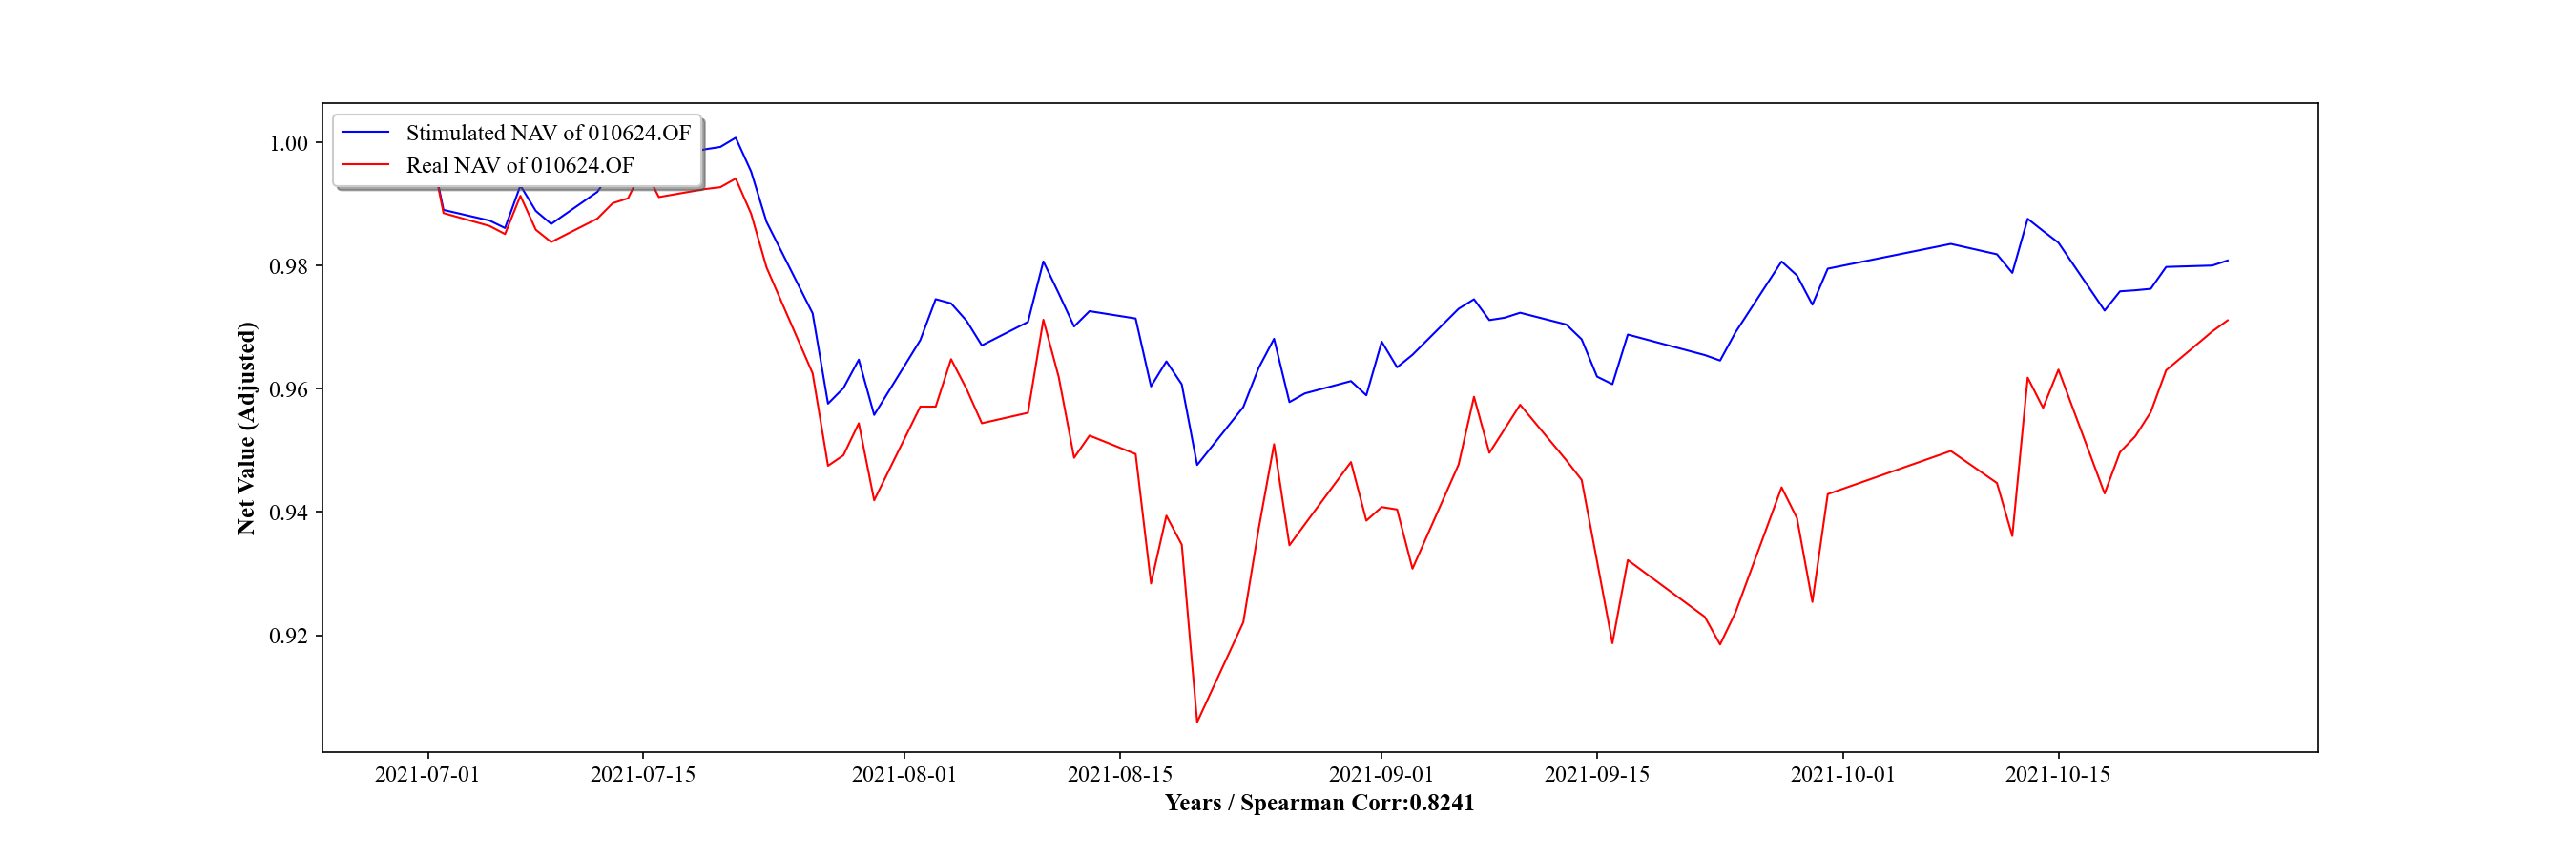 Stimulated NAV of 010624.OF
Real NAV of 010624.OF
1.00
0.98
0.96
0.94
0.92
Net Value (Adjusted)
2021-07-01 2021-07-15 2021-08-01 2021-08-15 2021-09-01 2021-09-15 2021-10-01 2021-10-15
Years / Spearman Corr:0.8241